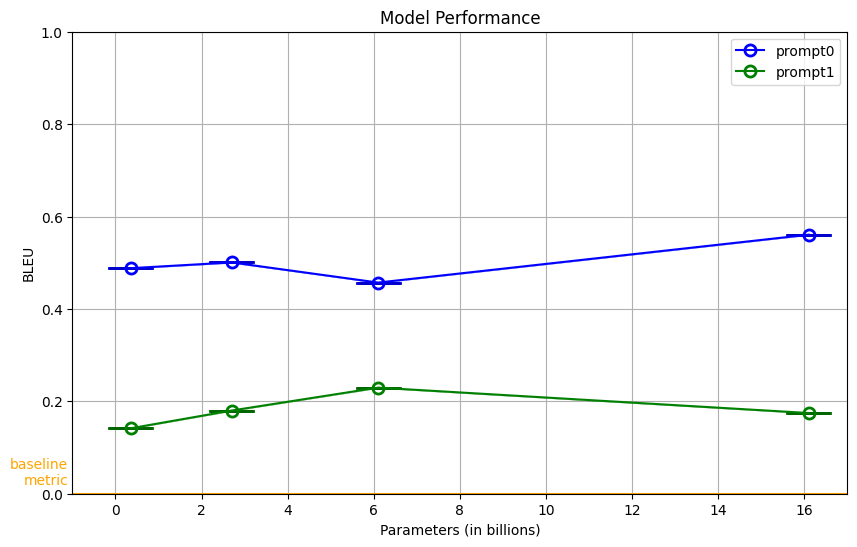 Model Performance
prompt0
prompt1
BLEU
1.0
0.8
0.6
0.4
0.2
0.0
baseline
metric
0 2 4 6 8 10 12 14 16
Parameters (in billions)